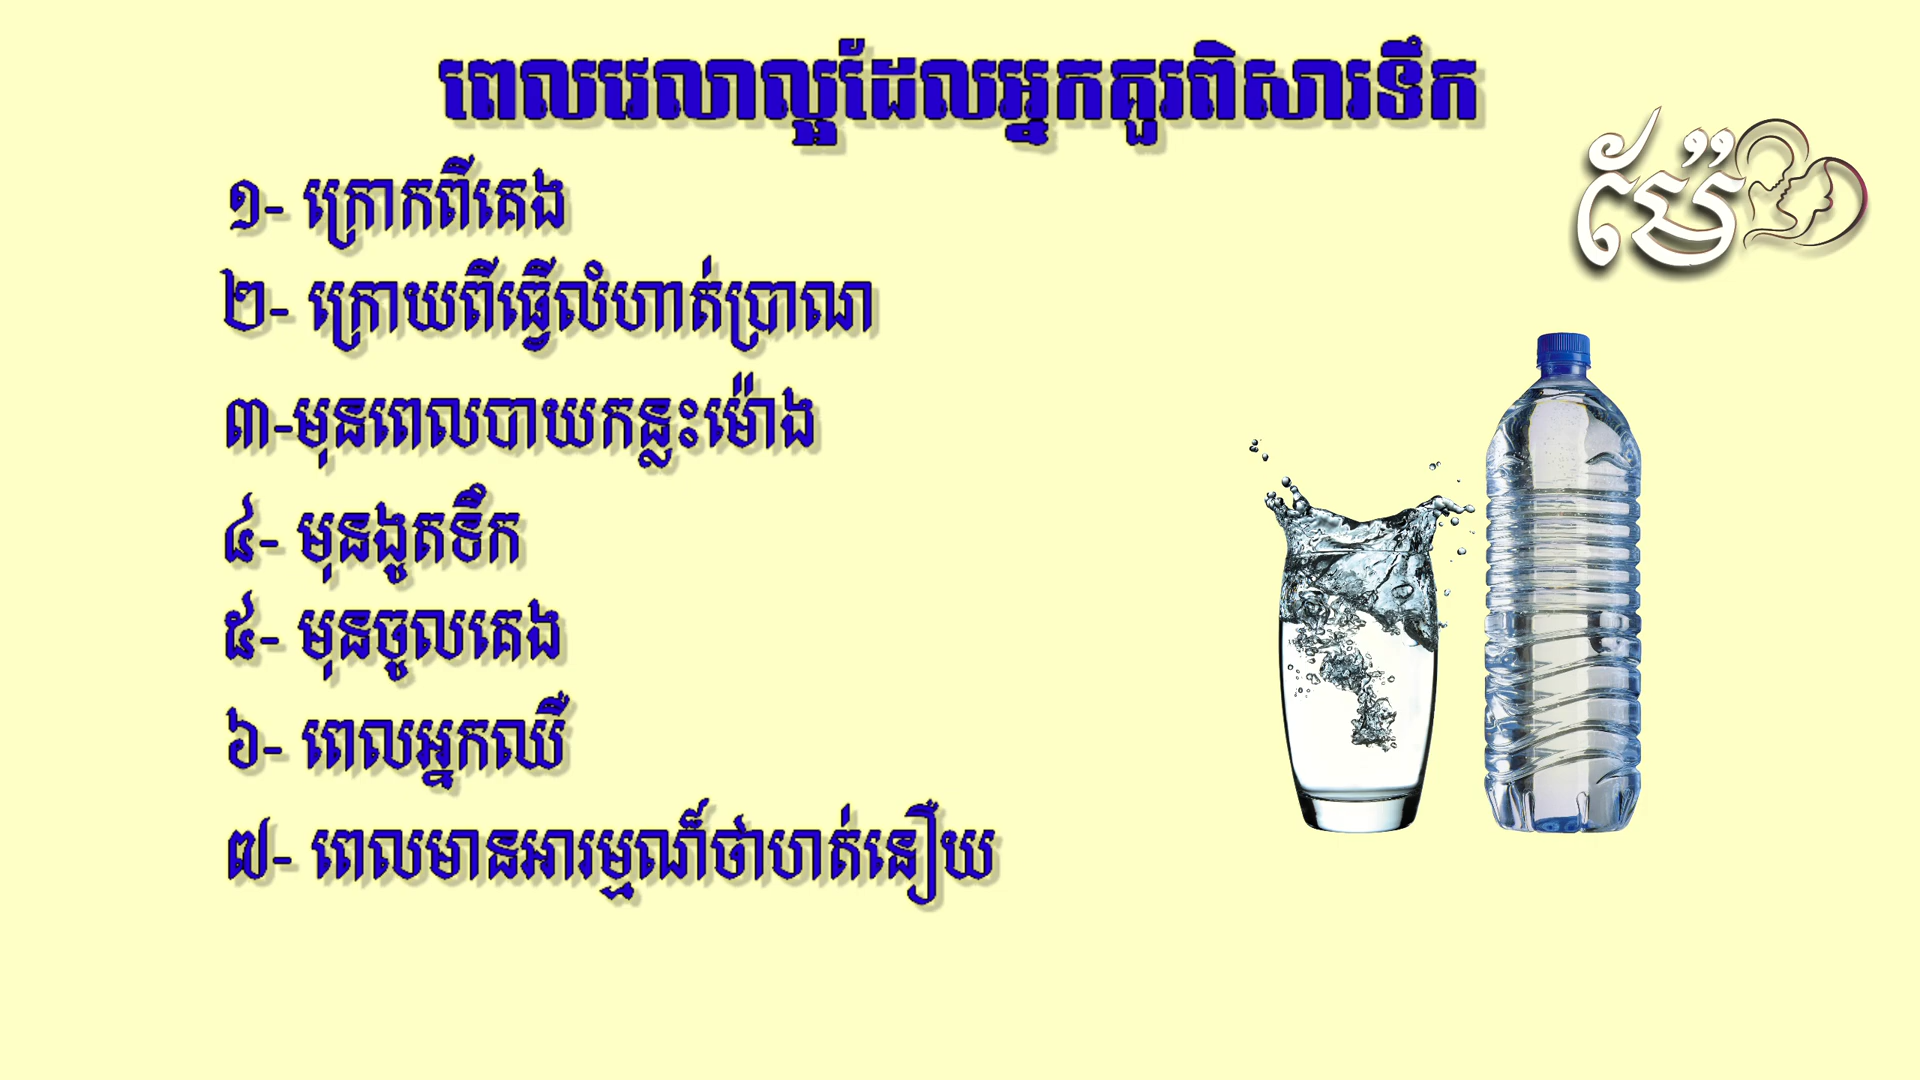 ពេលវេលាល្អដែលអ្នកគួរពិសារទឹក
ម៉ែ
១- ក្រោកពីគេង
២- ក្រោយពីធ្វើលំហាត់ប្រាណ
៣-មុនពេលបាយកន្លះម៉ោង
៤- មុនងូតទឹក
៥- មុនចូលគេង
៦- ពេលអ្នកឈឺ
៧- ពេលមានអារម្មណ៍ថាហត់នឿយ